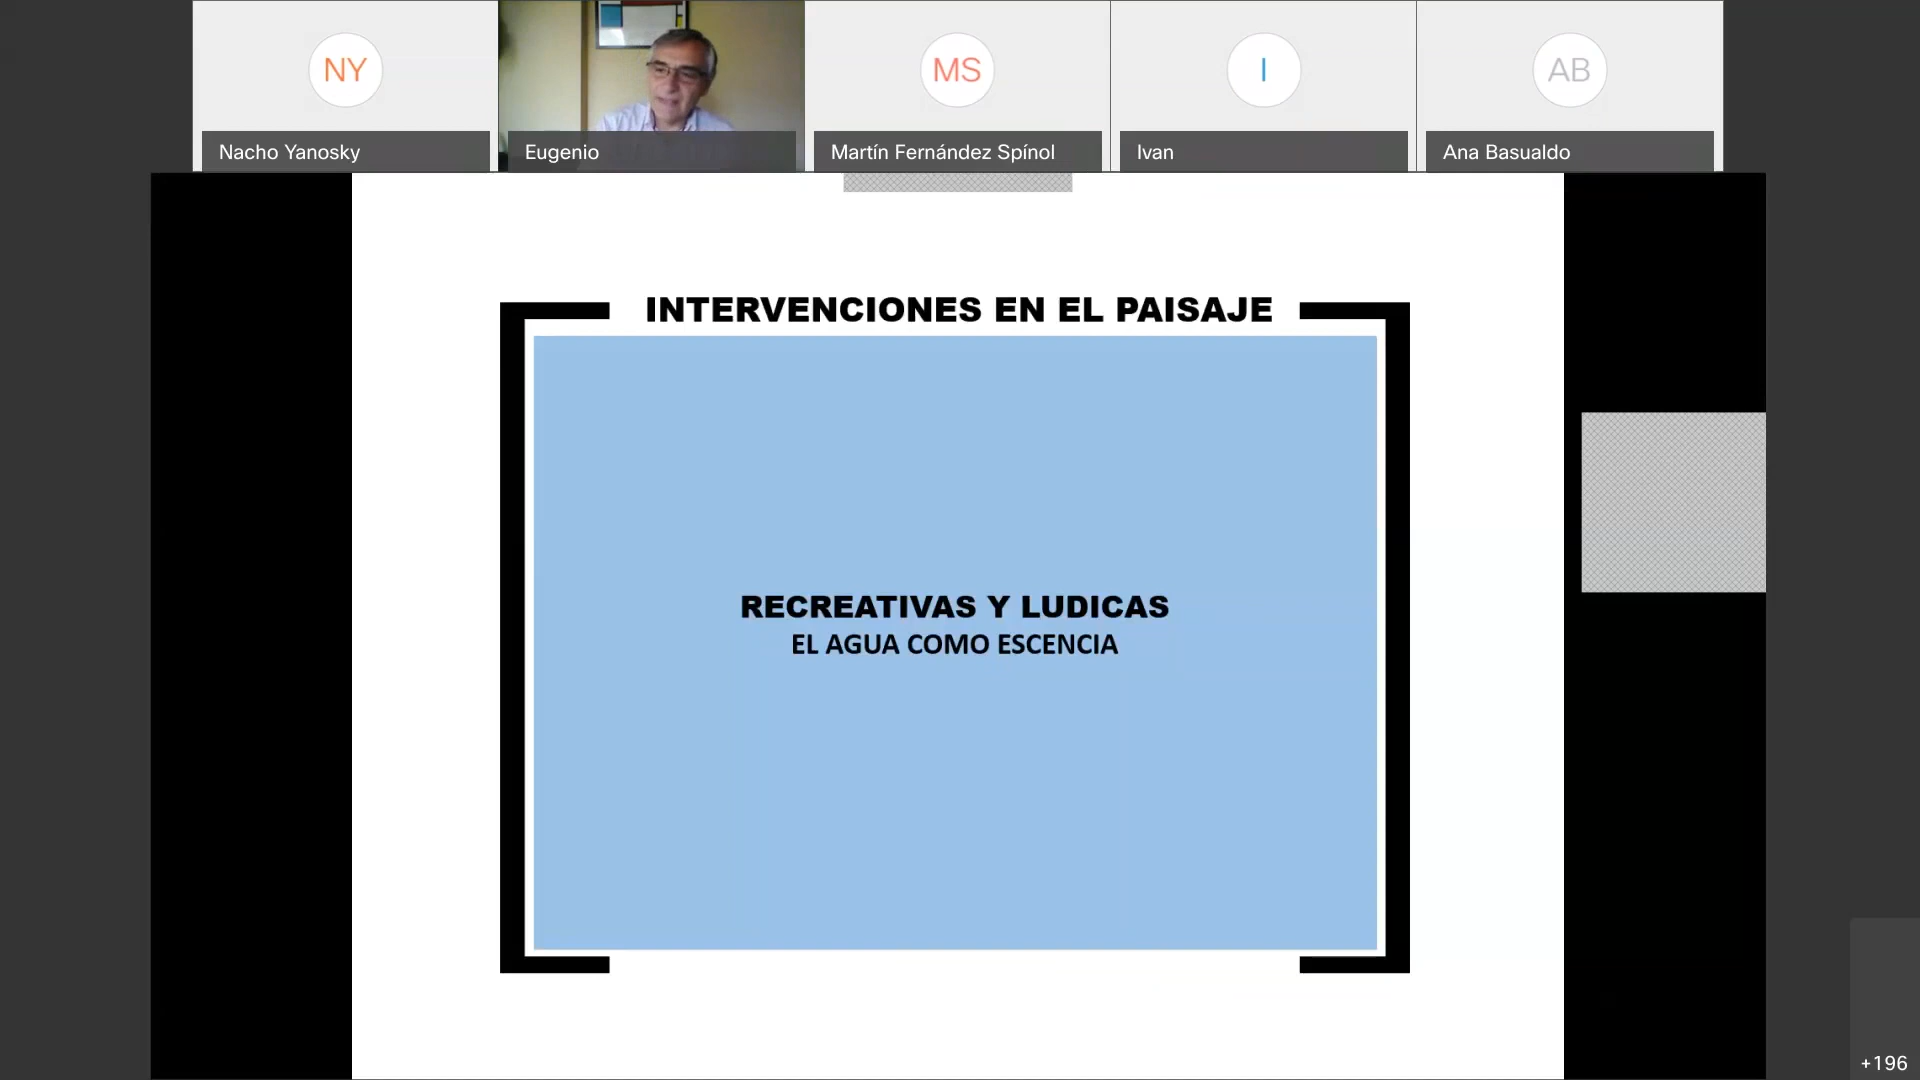 NY
MS
I
AB
Nacho Yanosky
Eugenio
Martín Fernández Spínol
Ivan
Ana Basualdo
INTERVENCIONES EN EL PAISAJE
RECREATIVAS Y LUDICAS
EL AGUA COMO ESCENCIA
+196